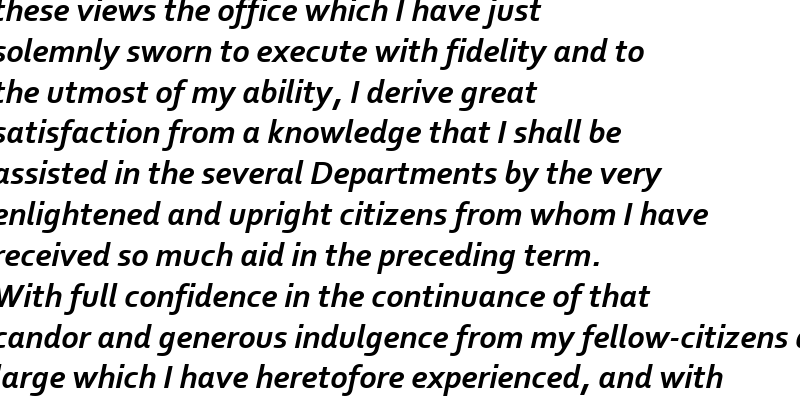 these views the office which I have just
solemnly sworn to execute with fidelity and to
the utmost of my ability, I derive great
satisfaction from a knowledge that I shall be
assisted in the several Departments by the very
enlightened and upright citizens from whom I have
received so much aid in the preceding term.
With full confidence in the continuance of that
candor and generous indulgence from my fellow-citizens
large which I have heretofore experienced, and with